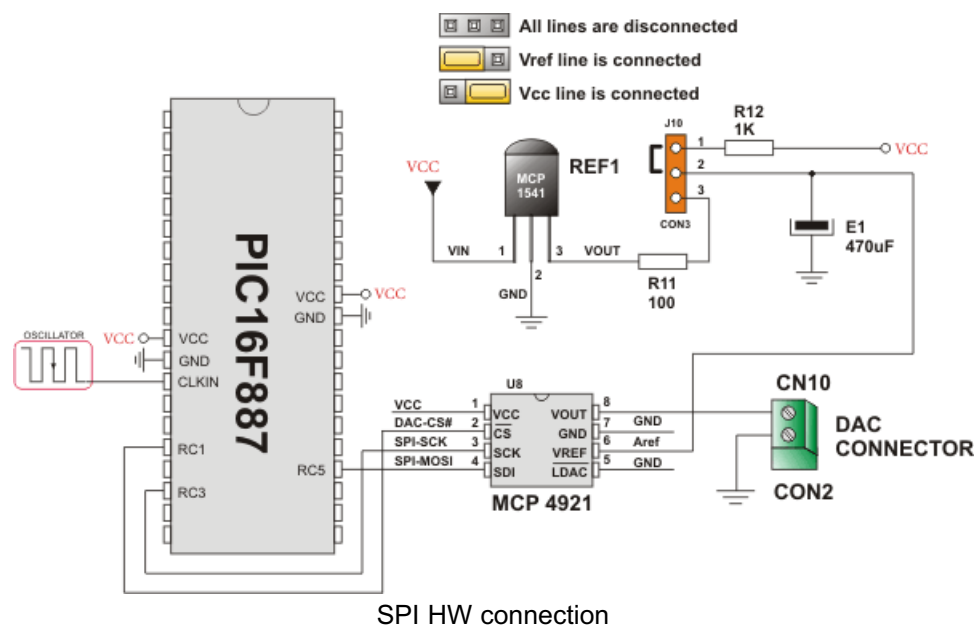 All lines are disconnected
Vref line is connected
Vcc line is connected
R12
1K
J10
1
VCC
2
3
CON3
REF1
MCP
1541
VCC
VIN
1
2
3
VOUT
GND
R11
100
E1
470uF
PIC16F887
VCC
VCC
GND
OSCILLATOR
VCC
VCC
GND
CLKIN
RC1
RC3
RC5
U8
VCC
1
VCC
VOUT
8
DAC-CS#
2
CS
GND
7
GND
SPI-SCK
3
SCK
VREF
6
Aref
SPI-MOSI
4
SDI
LDAC
5
GND
MCP 4921
CN10
DAC
CONNECTOR
CON2
SPI HW connection